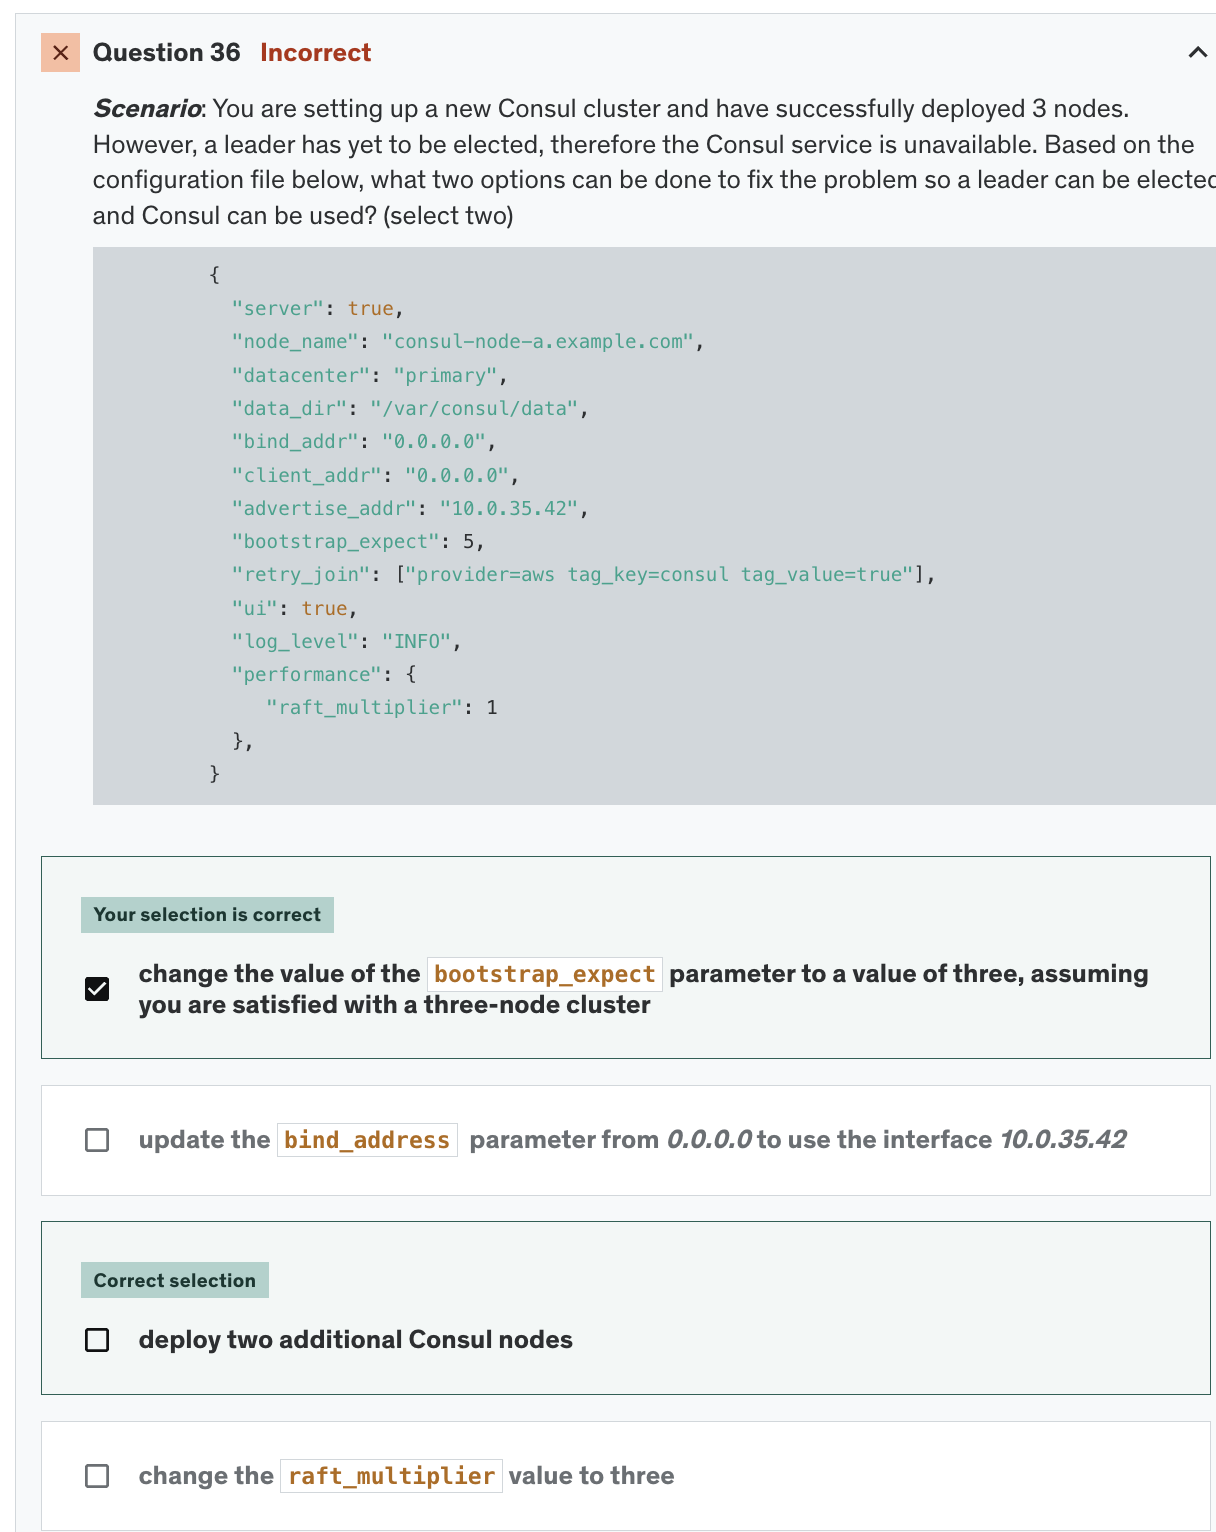 Question 36 Incorrect
Scenario: You are setting up a new Consul cluster and have successfully deployed 3 nodes.
However, a leader has yet to be elected, therefore the Consul service is unavailable. Based on the
configuration file below, what two options can be done to fix the problem so a leader can be elected
and Consul can be used? (select two)
{
"server": true,
"node_name": "consul-node-a.example.com",
"datacenter": "primary",
"data_dir": "/var/consul/data",
"bind_addr": "0.0.0.0",
"client_addr": "0.0.0.0",
"advertise_addr": "10.0.35.42",
"bootstrap_expect": 5,
"retry_join": ["provider=aws tag_key=consul tag_value=true"],
"ui": true,
"log_level": "INFO",
"performance": {
"raft_multiplier": 1
},
}
Your selection is correct
change the value of the bootstrap_expect parameter to a value of three, assuming
you are satisfied with a three-node cluster
update the bind_address parameter from 0.0.0.0 to use the interface 10.0.35.42
Correct selection
deploy two additional Consul nodes
change the raft_multiplier value to three